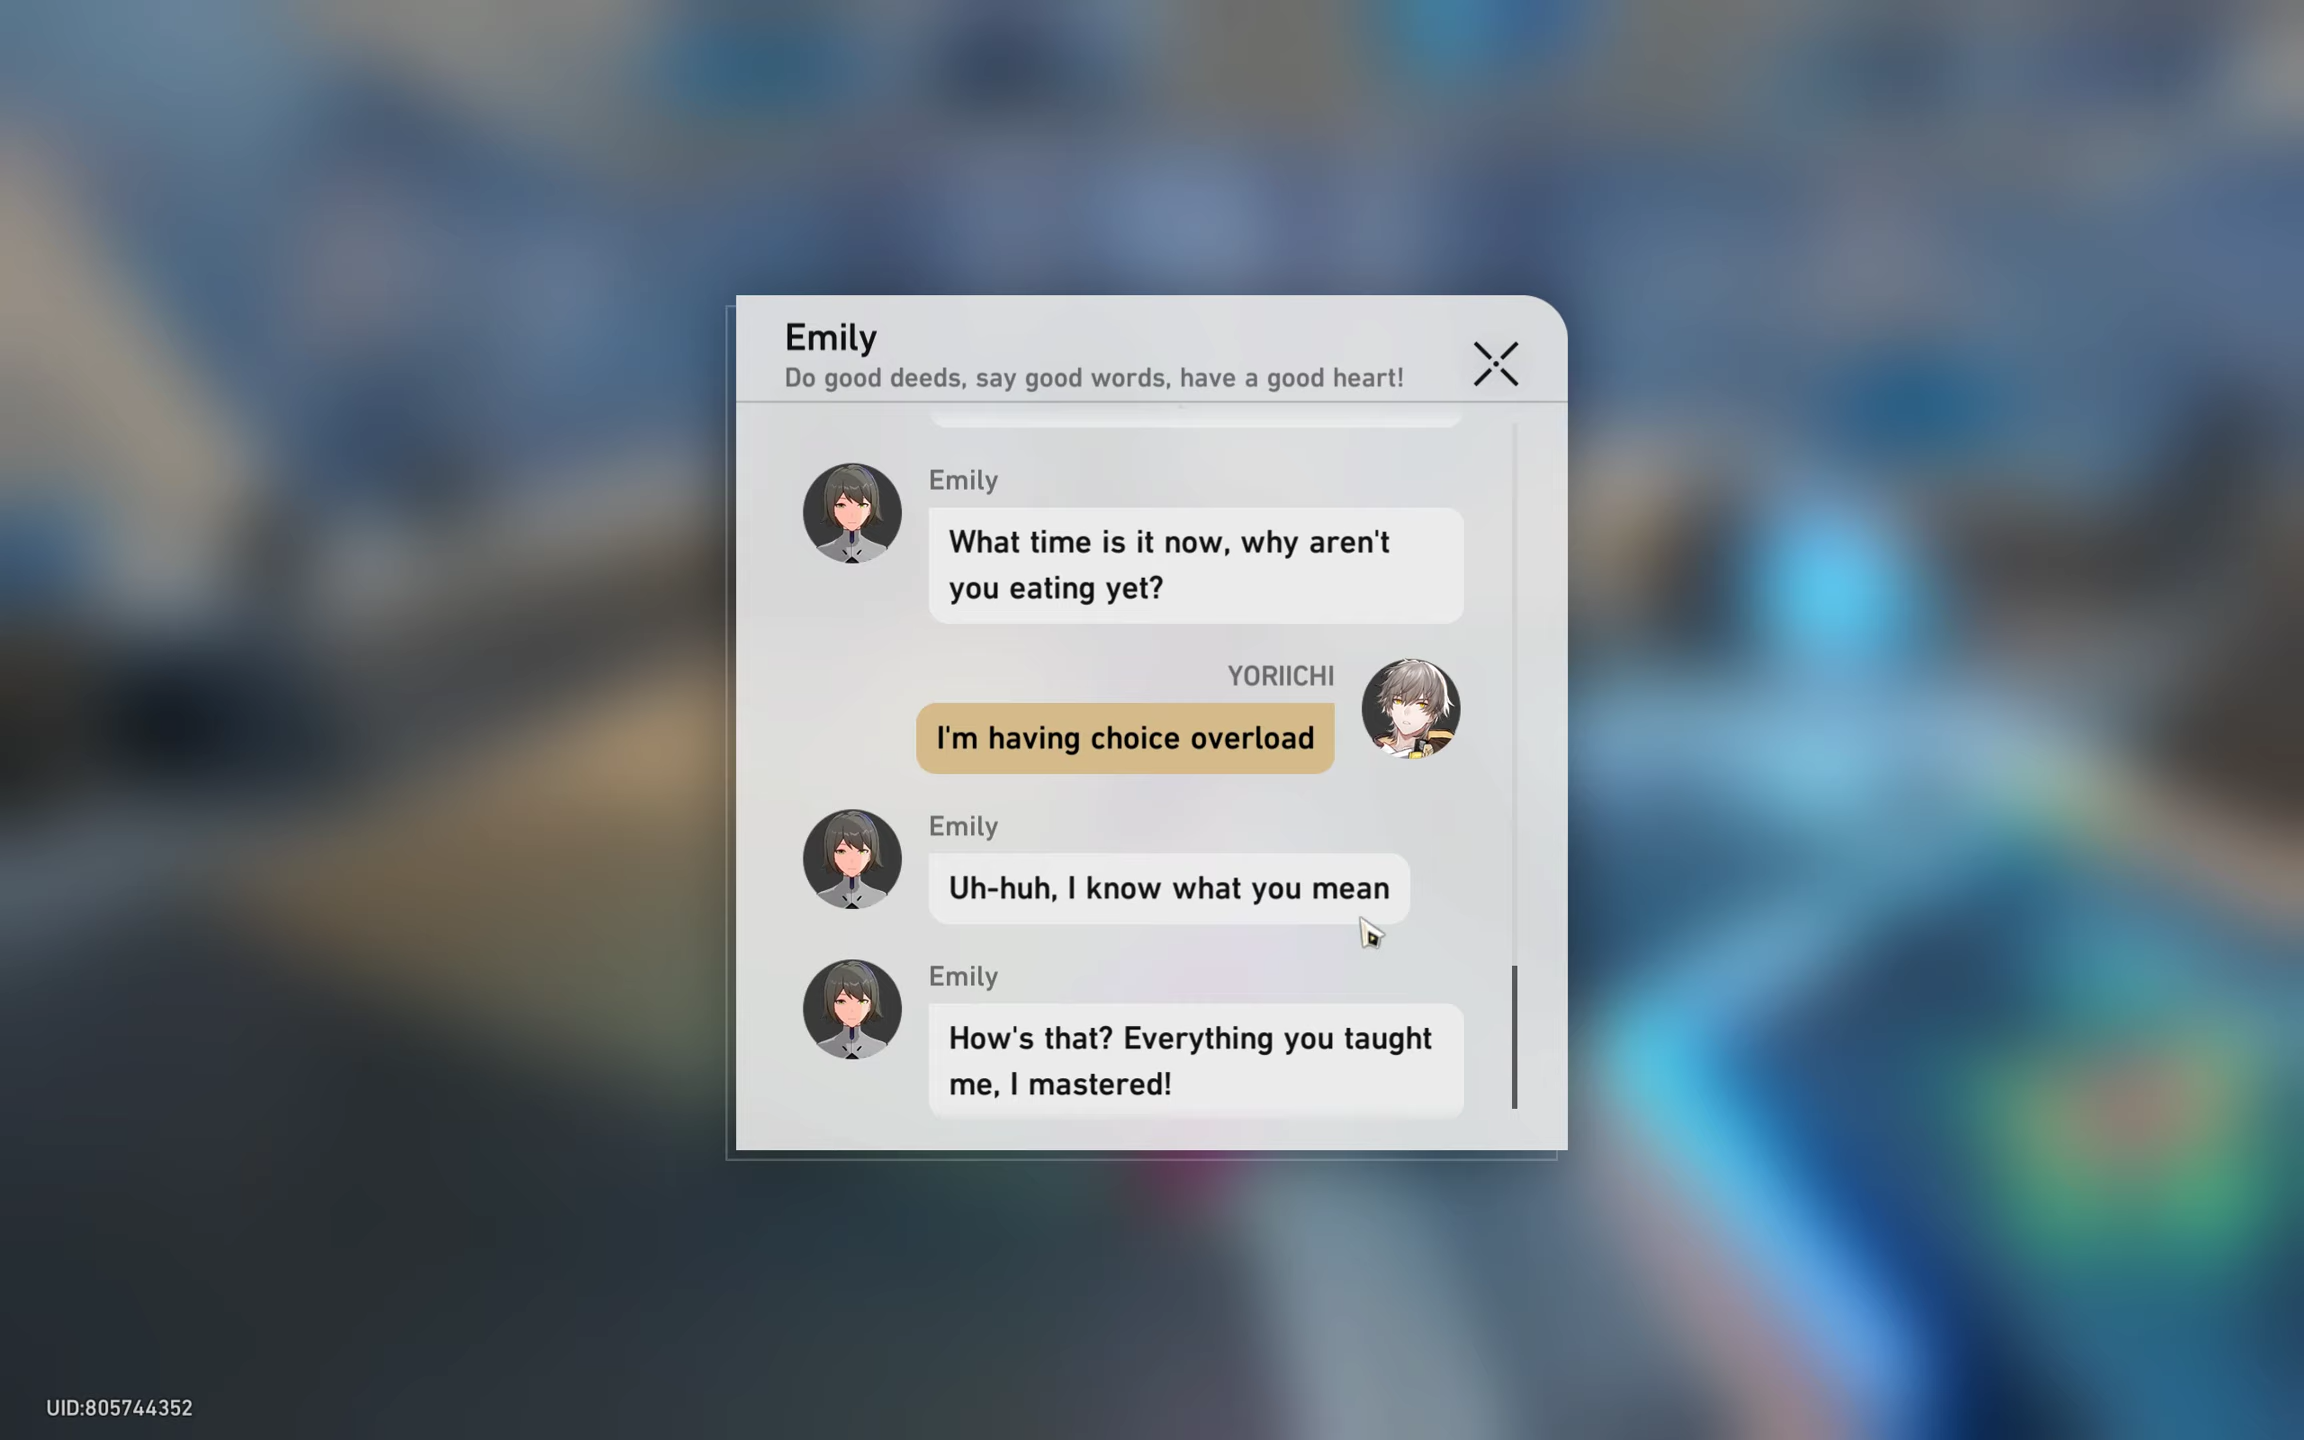 Emily
Do good deeds, say good words, have a good heart!
Emily
What time is it now, why aren't
you eating yet?
YORIICHI
I'm having choice overload
Emily
Uh-huh, I know what you mean
Emily
How's that? Everything you taught
me, I mastered!
UID:805744352